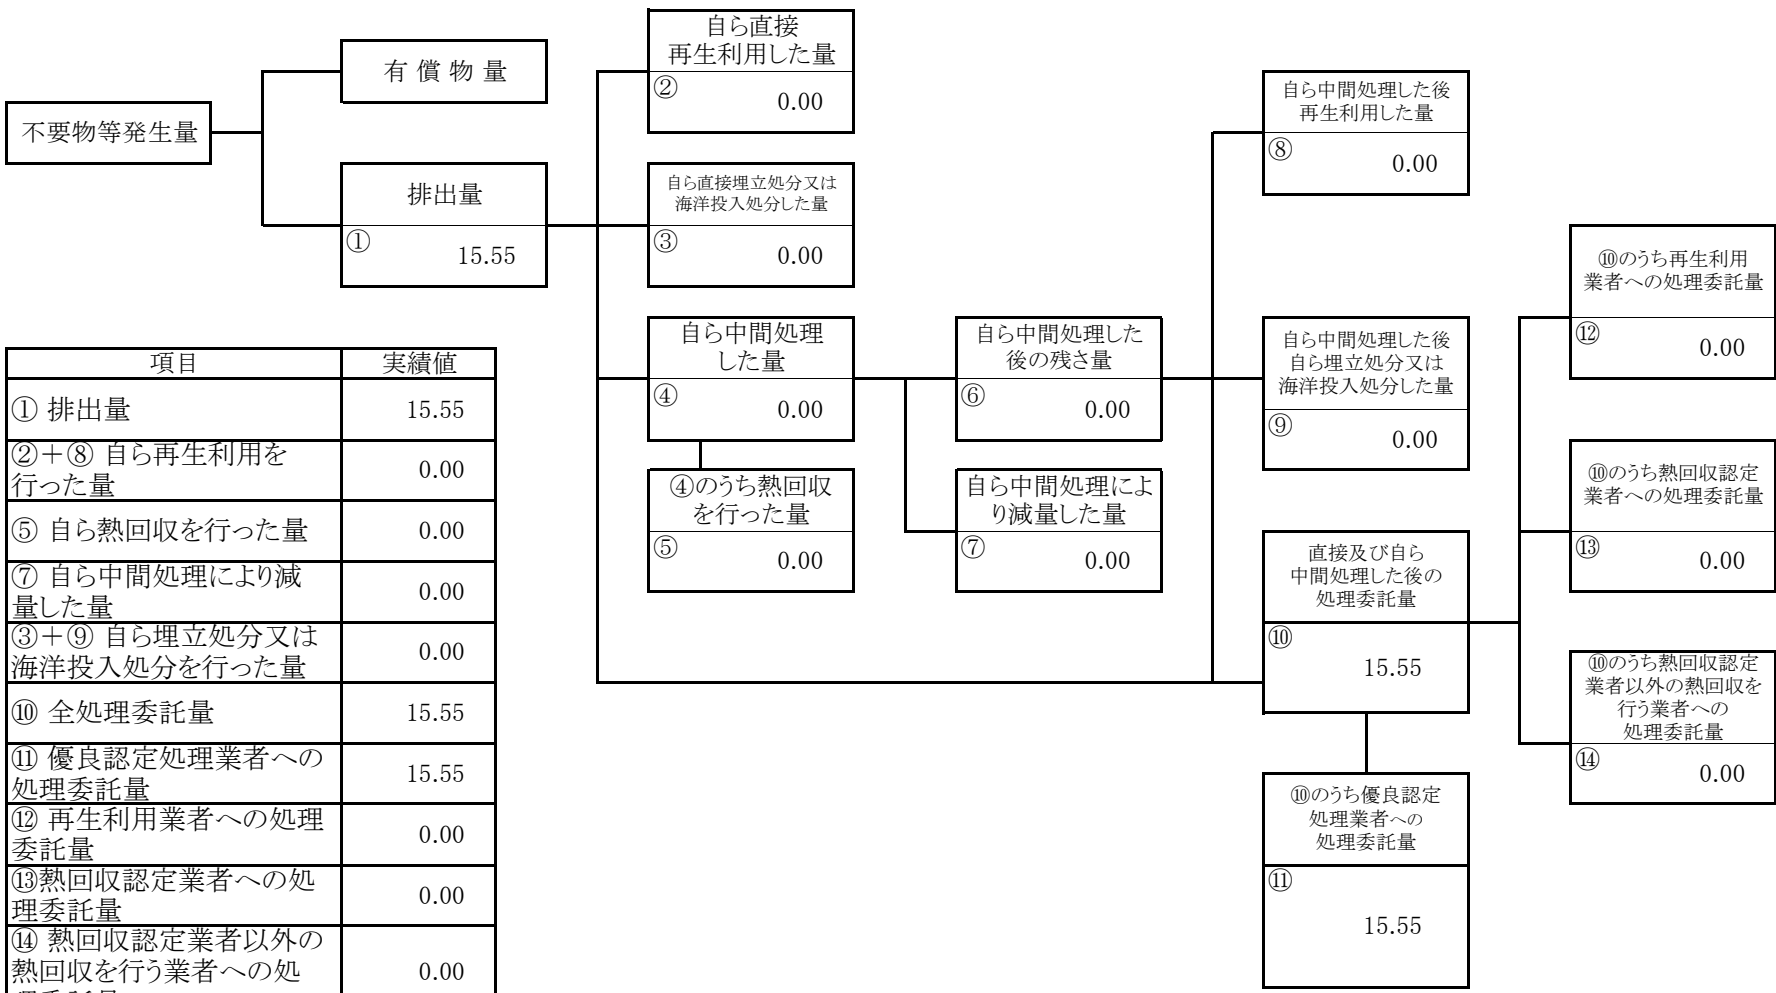 不要物等発生量
有 償 物 量
排出量
①
15.55
自ら直接
再生利用した量
②
0.00
自ら直接埋立処分又は
海洋投入処分した量
③
0.00
自ら中間処理
した量
④
0.00
④のうち熱回収
を行った量
⑤
0.00
自ら中間処理した
後の残さ量
⑥
0.00
自ら中間処理によ
り減量した量
⑦
0.00
自ら中間処理した後
再生利用した量
⑧
0.00
自ら中間処理した後
自ら埋立処分又は
海洋投入処分した量
⑨
0.00
直接及び自ら
中間処理した後の
処理委託量
⑩
15.55
⑩のうち優良認定
処理業者への
処理委託量
⑪
15.55
⑩のうち再生利用
業者への処理委託量
⑫
0.00
⑩のうち熱回収認定
業者への処理委託量
⑬
0.00
⑩のうち熱回収認定
業者以外の熱回収を
行う業者への
処理委託量
⑭
0.00
項目 実績値
① 排出量 15.55
②＋⑧ 自ら再生利用を
行った量
0.00
⑤ 自ら熱回収を行った量 0.00
⑦ 自ら中間処理により減
量した量
0.00
③＋⑨ 自ら埋立処分又は
海洋投入処分を行った量
0.00
⑩ 全処理委託量 15.55
⑪ 優良認定処理業者への
処理委託量
15.55
⑫ 再生利用業者への処理
委託量
0.00
⑬熱回収認定業者への処
理委託量
0.00
⑭ 熱回収認定業者以外の
熱回収を行う業者への処
0.00